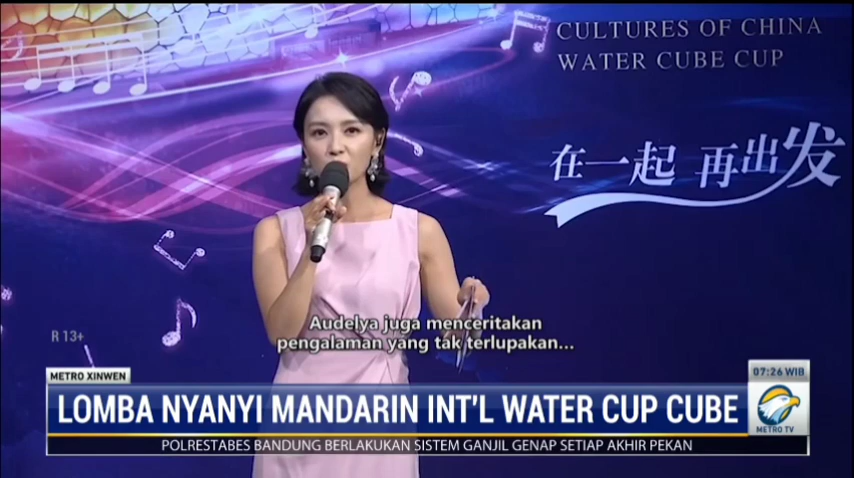 CULTURES OF CHINA
WATER CUBE CUP
在一起 再出发
R 13+
Audelya juga menceritakan
pengalaman yang tak terlupakan...
METRO XINWEN
07:26 WIB
LOMBA NYANYI MANDARIN INT'L WATER CUP CUBE
METRO TV
POLRESTABES BANDUNG BERLAKUKAN SISTEM GANJIL GENAP SETIAP AKHIR PEKAN